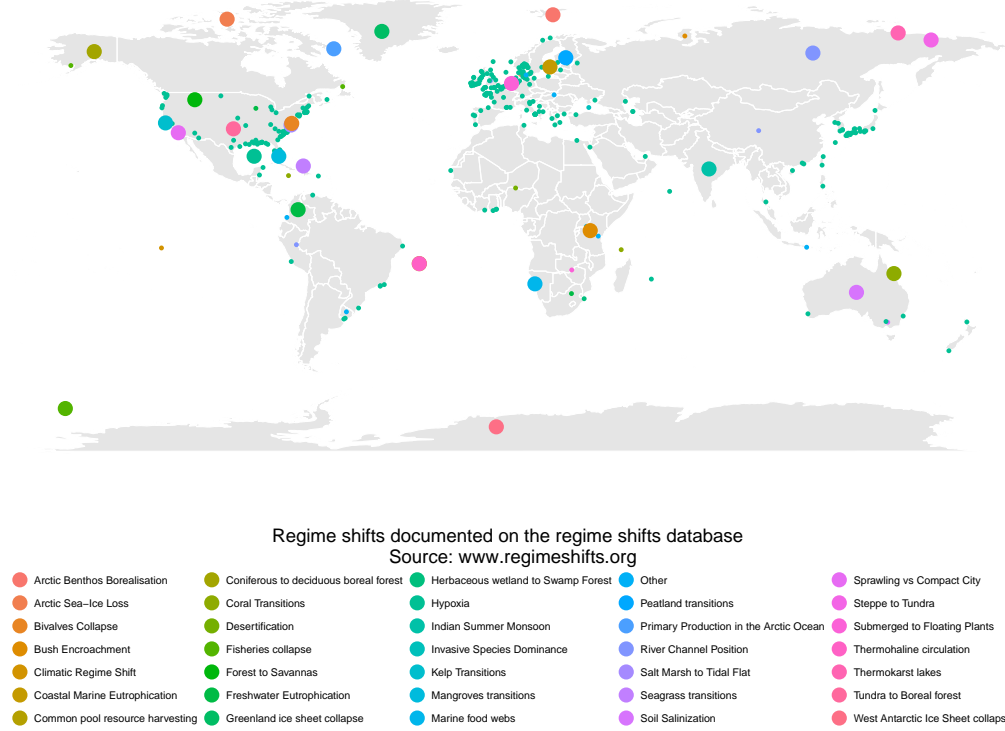 Regime shifts documented on the regime shifts database
Source: www.regimeshifts.org
Arctic Benthos Borealisation
Arctic Sea−Ice Loss
Bivalves Collapse
Bush Encroachment
Climatic Regime Shift
Coastal Marine Eutrophication
Common pool resource harvesting
Coniferous to deciduous boreal forest
Coral Transitions
Desertification
Fisheries collapse
Forest to Savannas
Freshwater Eutrophication
Greenland ice sheet collapse
Herbaceous wetland to Swamp Forest
Hypoxia
Indian Summer Monsoon
Invasive Species Dominance
Kelp Transitions
Mangroves transitions
Marine food webs
Other
Peatland transitions
Primary Production in the Arctic Ocean
River Channel Position
Salt Marsh to Tidal Flat
Seagrass transitions
Soil Salinization
Sprawling vs Compact City
Steppe to Tundra
Submerged to Floating Plants
Thermohaline circulation
Thermokarst lakes
Tundra to Boreal forest
West Antarctic Ice Sheet collaps